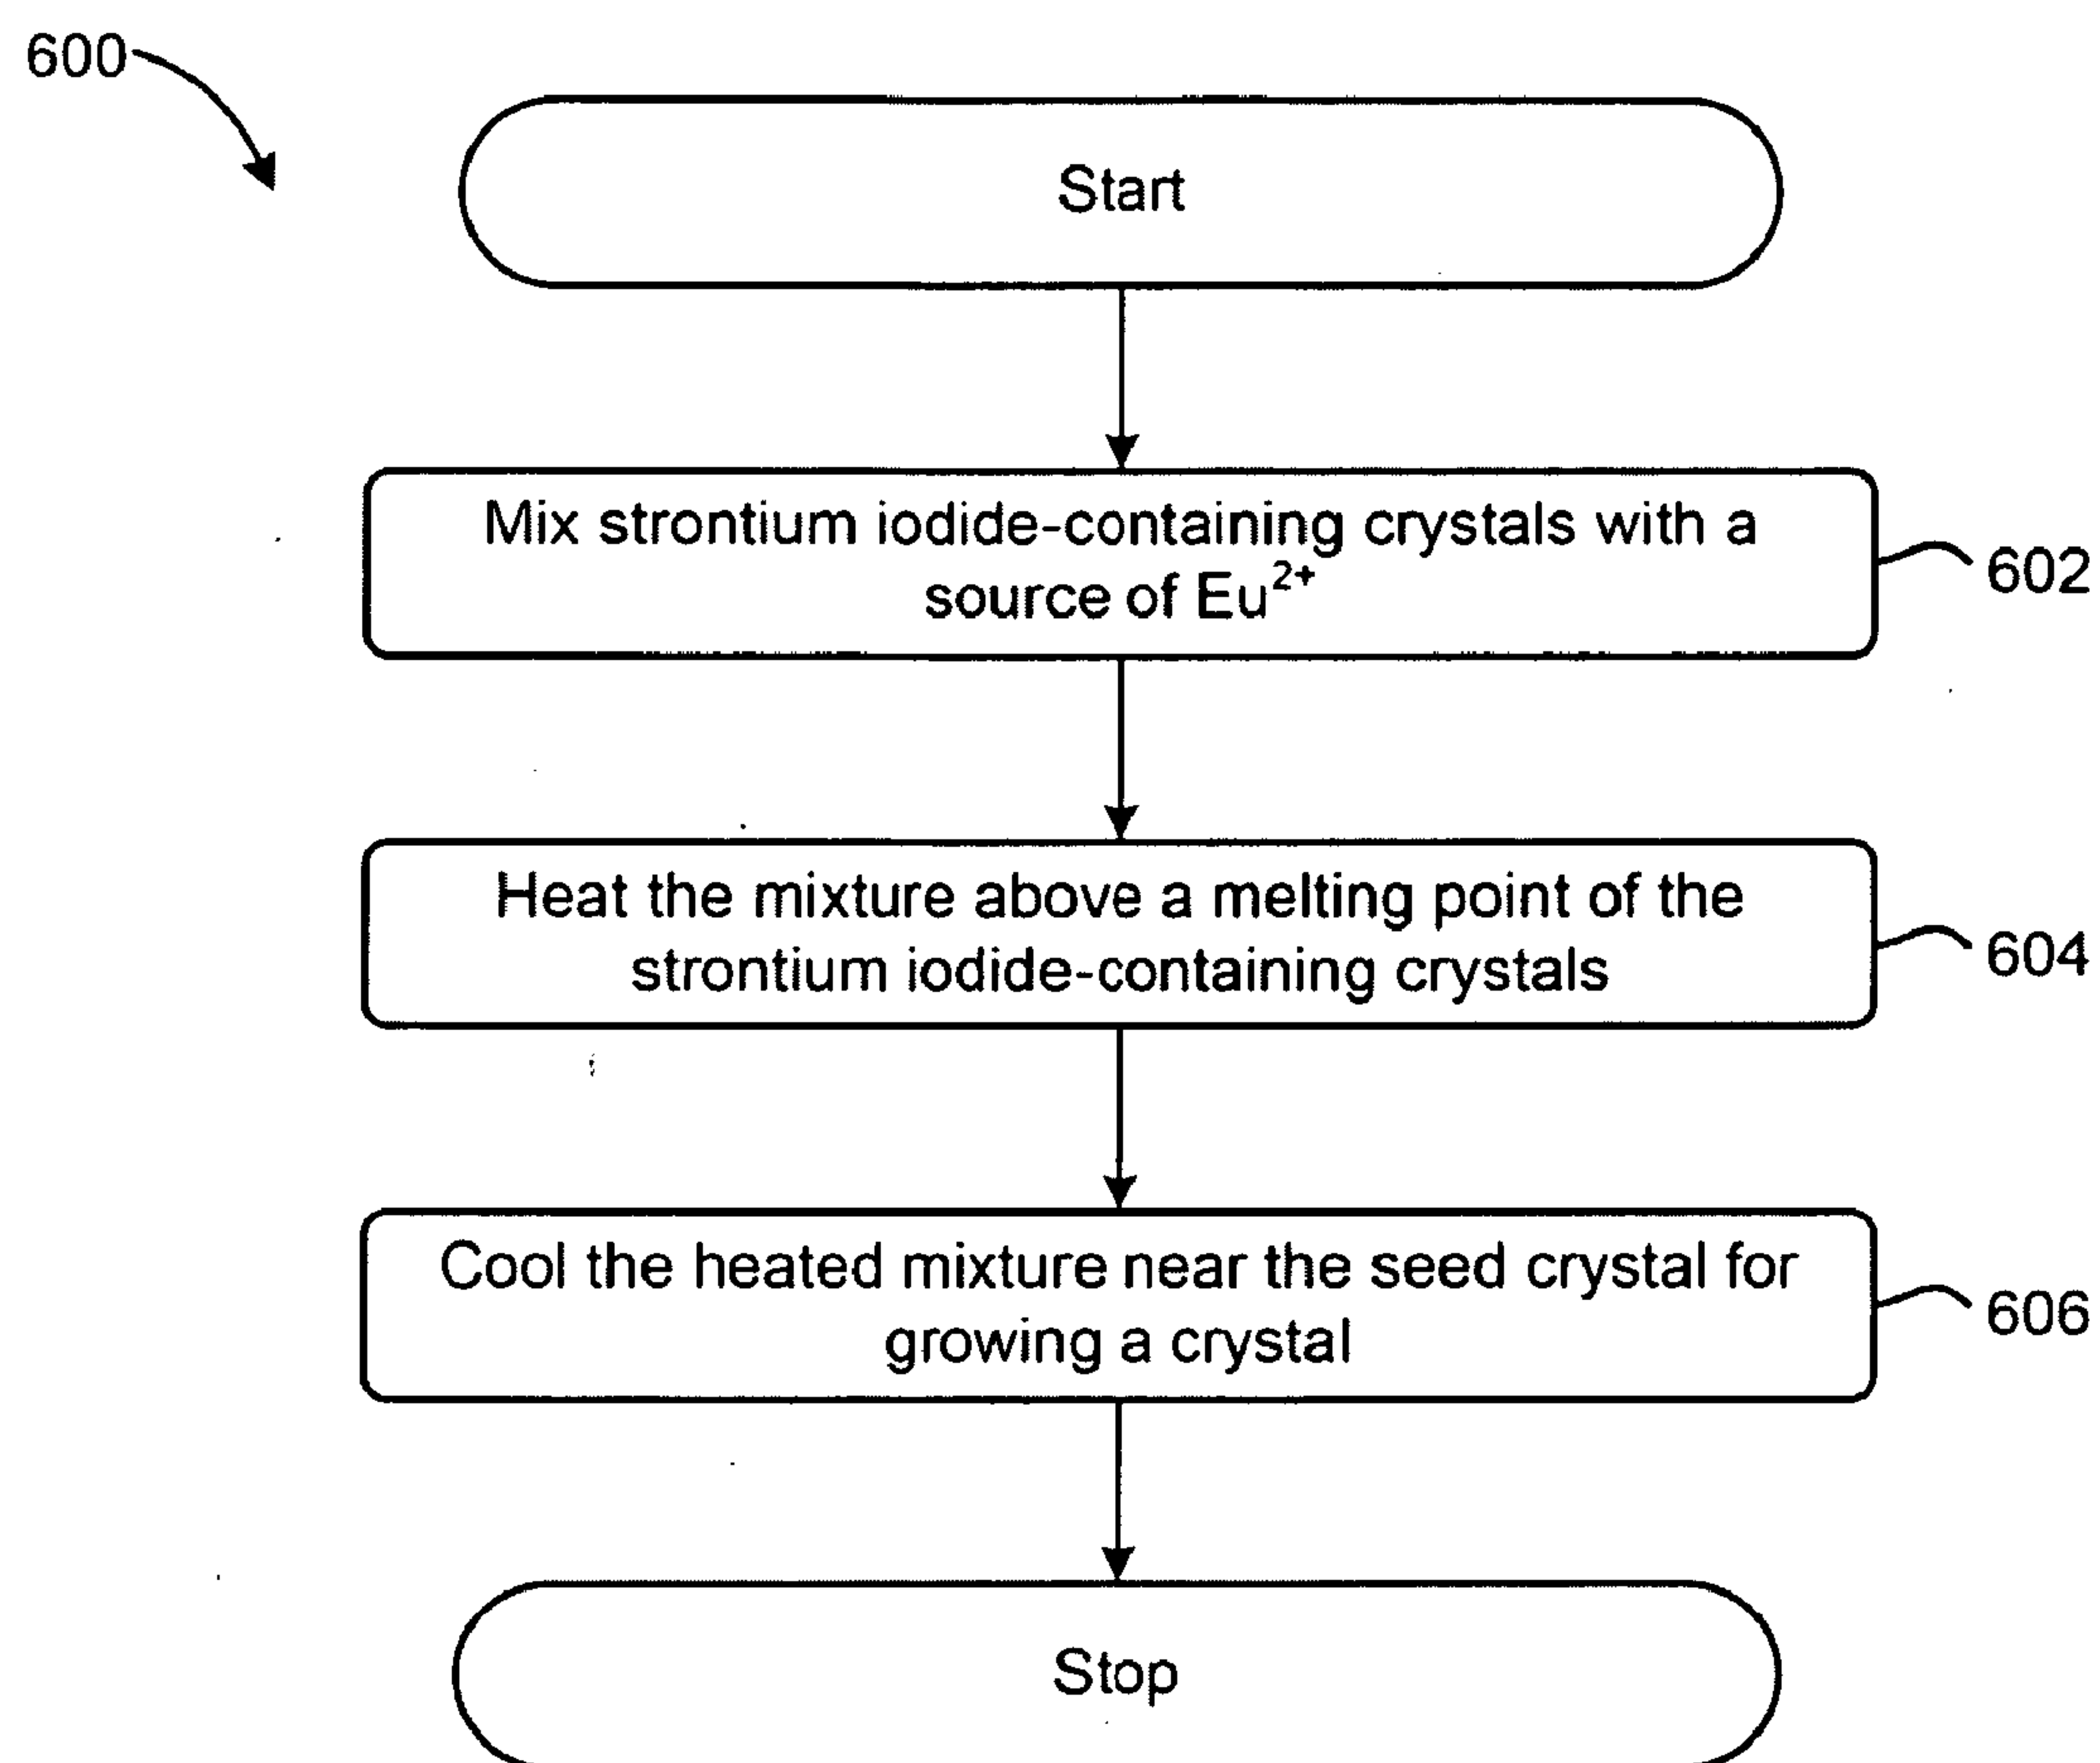 600
Start
Mix strontium iodide-containing crystals with a
source of Eu²⁺
602
Heat the mixture above a melting point of the
strontium iodide-containing crystals
604
Cool the heated mixture near the seed crystal for
growing a crystal
606
Stop